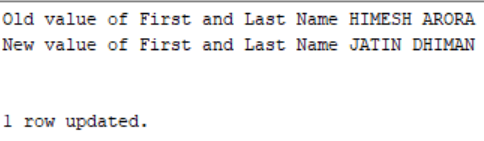 Old value of First and Last Name HIMESH ARORA
New value of First and Last Name JATIN DHIMAN
1 row updated.